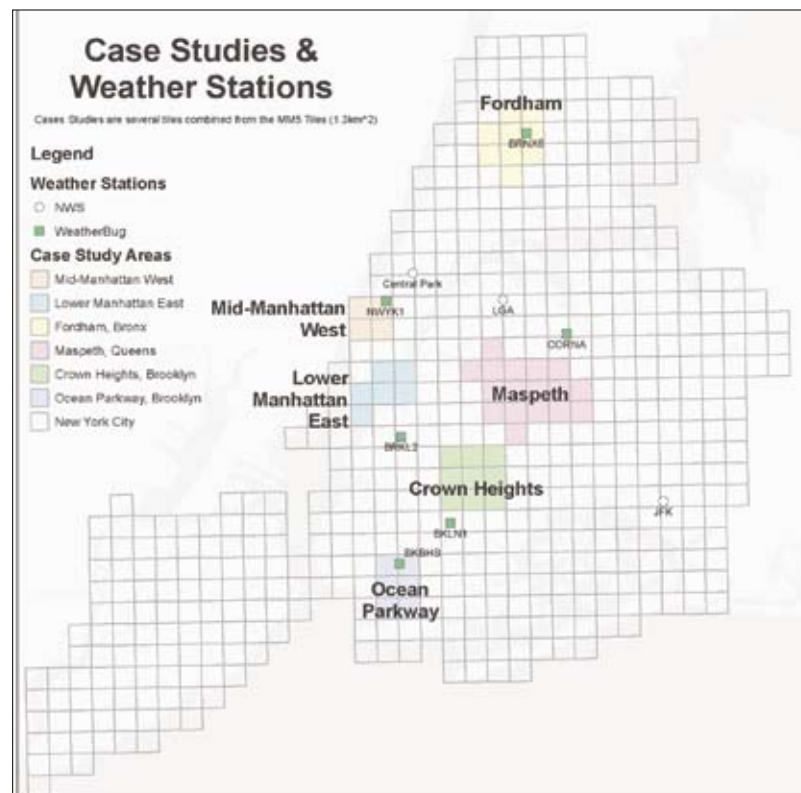 Case Studies &
Weather Stations
Cases Studies are several tiles combined from the MM5 Tiles (1.3km^2)
Legend
Weather Stations
NWS
WeatherBug
Case Study Areas
Mid-Manhattan West
Lower Manhattan East
Fordham, Bronx
Maspeth, Queens
Crown Heights, Brooklyn
Ocean Parkway, Brooklyn
New York City
Fordham
Central Park
NWYK1
LGA
Mid-Manhattan
West
CORNA
Lower
Manhattan
East
Maspeth
BRKL2
Crown Heights
JFK
BKLN1
BKBHS
Ocean
Parkway